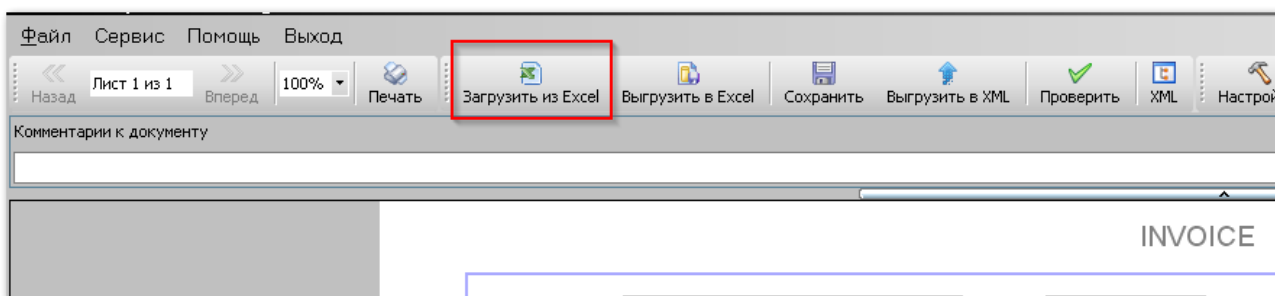 Файл Сервис Помощь Выход
Назад Лист 1 из 1 Вперед 100% Печать Загрузить из Excel Выгрузить в Excel Сохранить Выгрузить в XML Проверить XML Настрой
Комментарии к документу
INVOICE